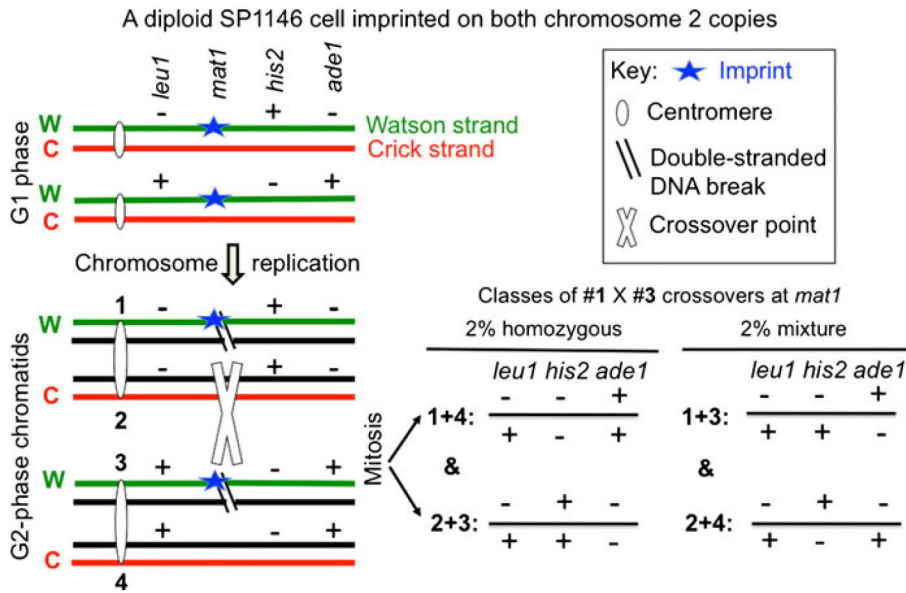 A diploid SP1146 cell imprinted on both chromosome 2 copies
leu1 mat1 his2 ade1
- + -
W Watson strand
C Crick strand
+ - +
W
C
G1 phase
Chromosome replication
Key: Imprint
Centromere
Double-stranded
DNA break
Crossover point
G2-phase chromatids
1 - + -
W
- + -
C
2
3 + - +
W
+ - +
C
4
Mitosis
Classes of #1 X #3 crossovers at mat1
2% homozygous
leu1 his2 ade1
- - +
1+4:
+ - +
&
- + -
2+3:
+ + -
2% mixture
leu1 his2 ade1
- - +
1+3:
+ + -
&
- + -
2+4:
+ - +